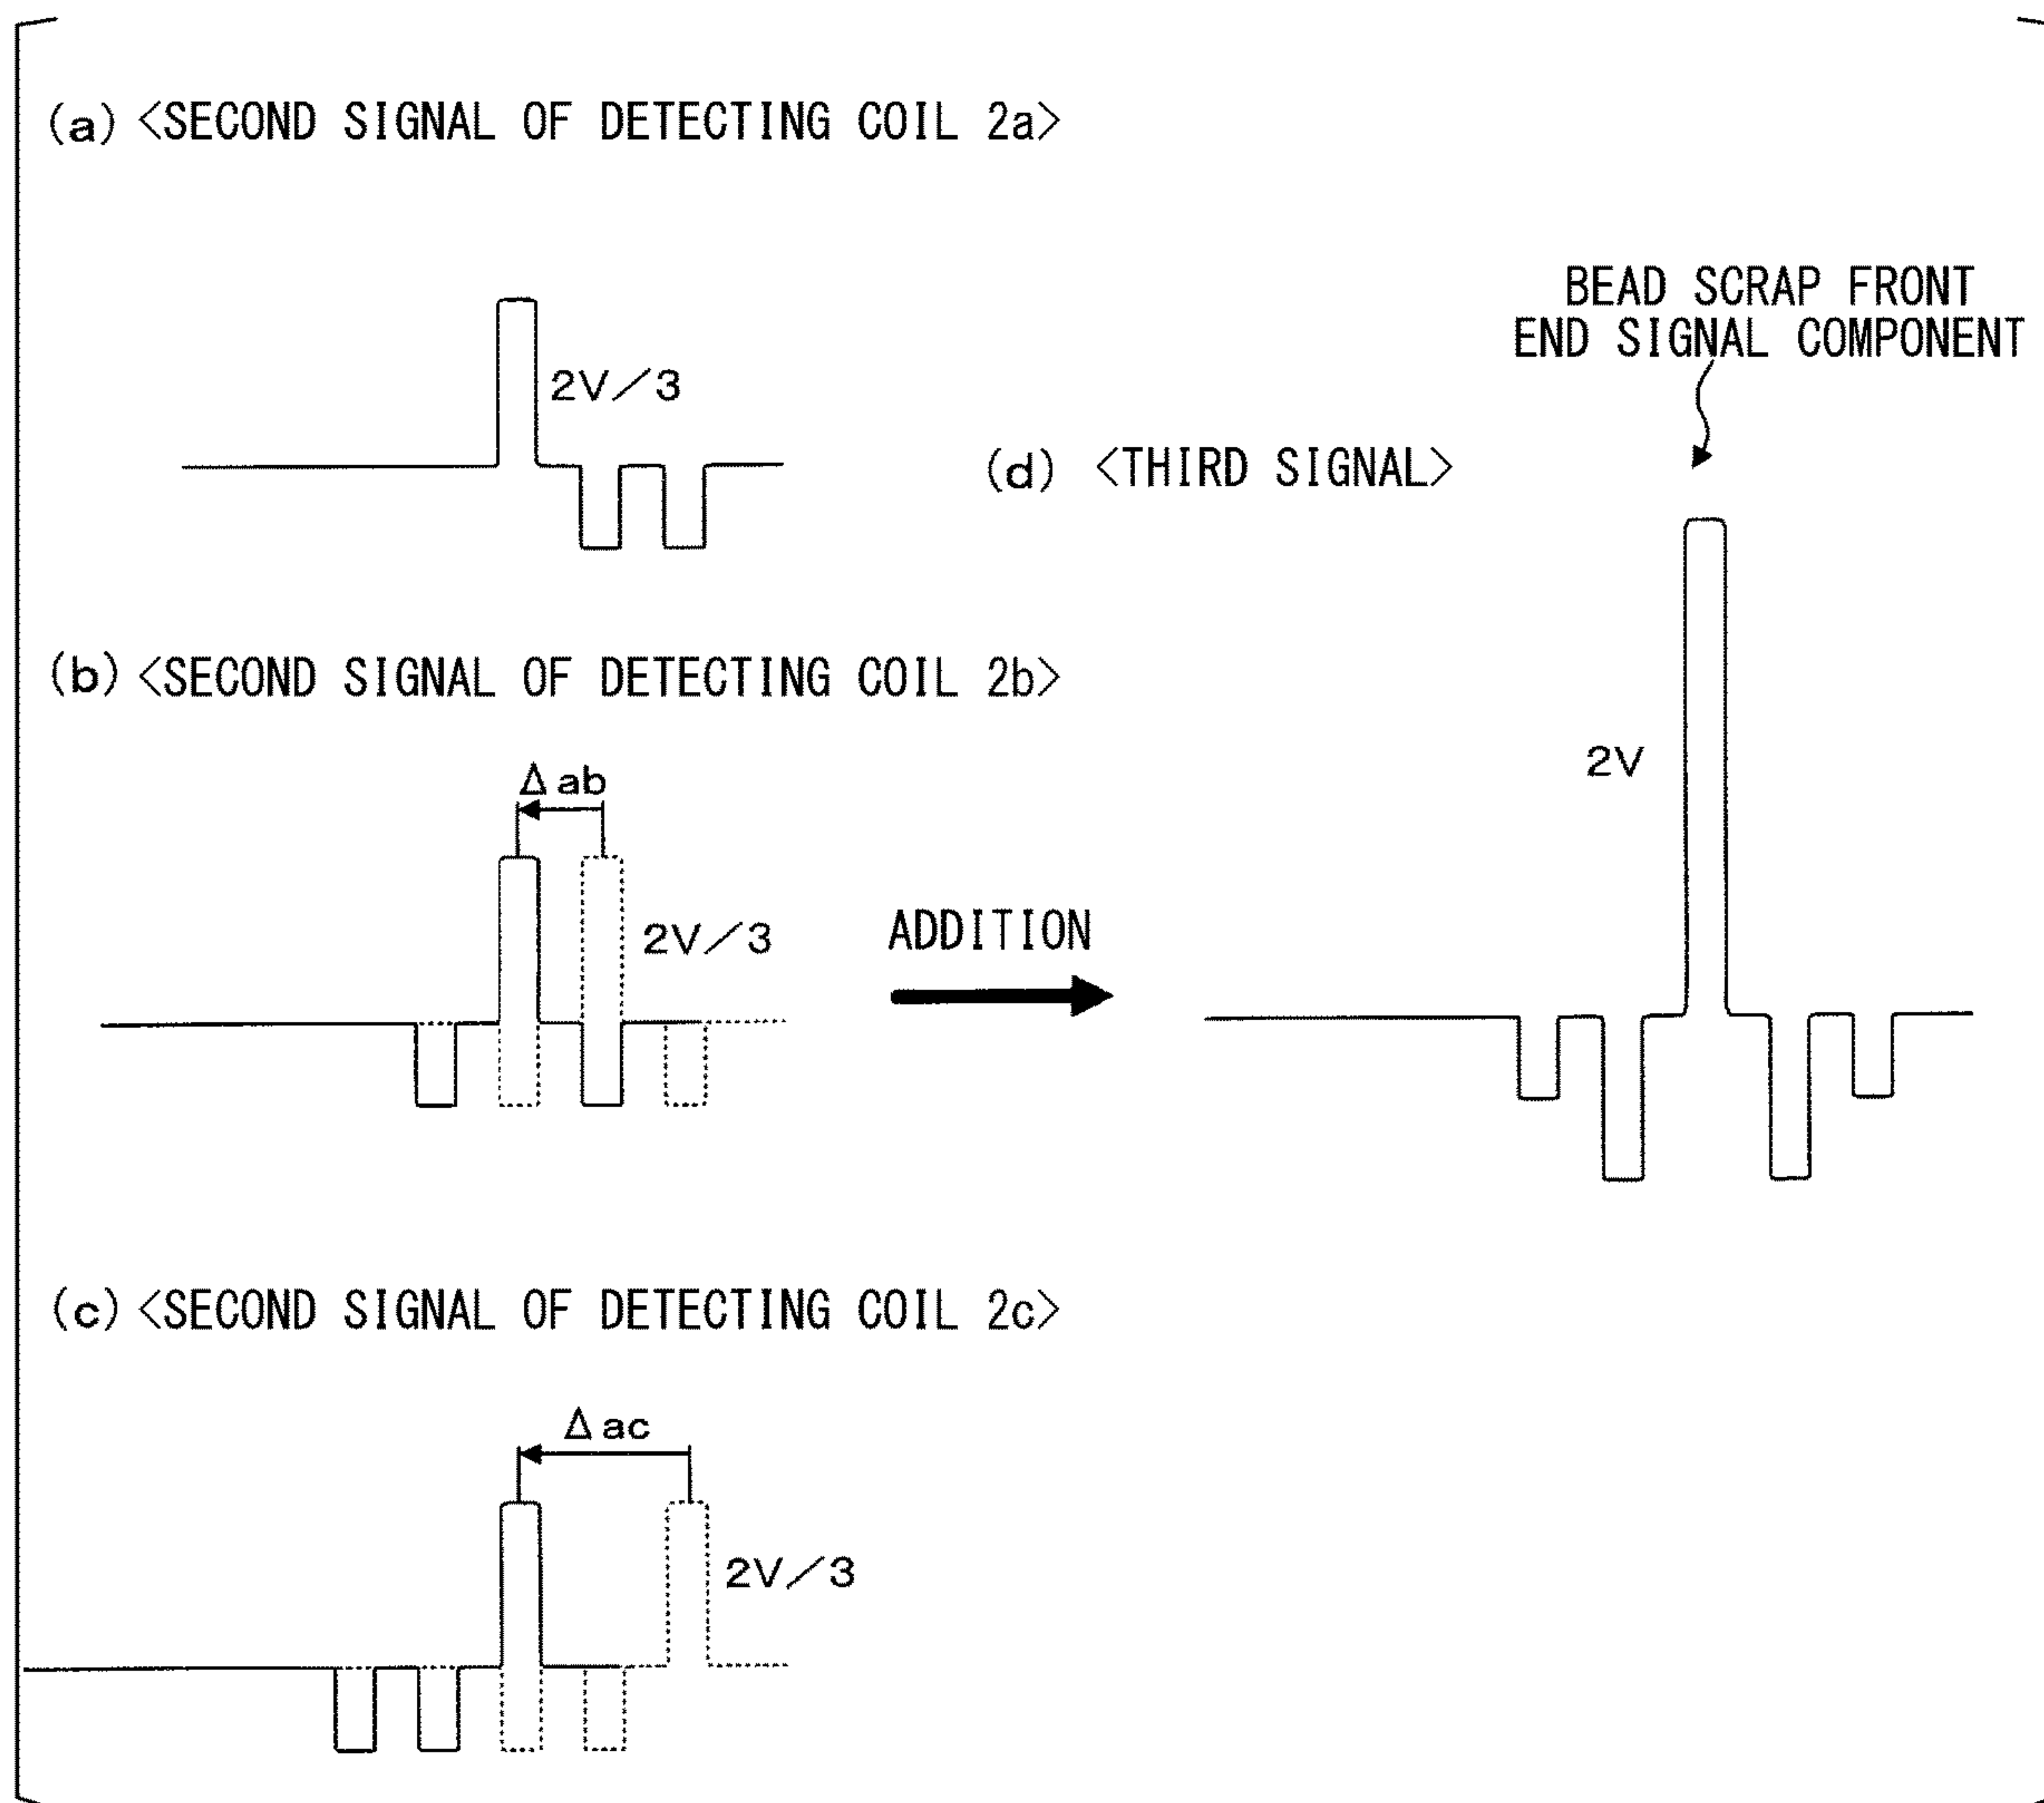 (a) <SECOND SIGNAL OF DETECTING COIL 2a>
2V/3
(b) <SECOND SIGNAL OF DETECTING COIL 2b>
Δab
2V/3
(c) <SECOND SIGNAL OF DETECTING COIL 2c>
Δac
2V/3
ADDITION
(d) <THIRD SIGNAL>
BEAD SCRAP FRONT
END SIGNAL COMPONENT
2V